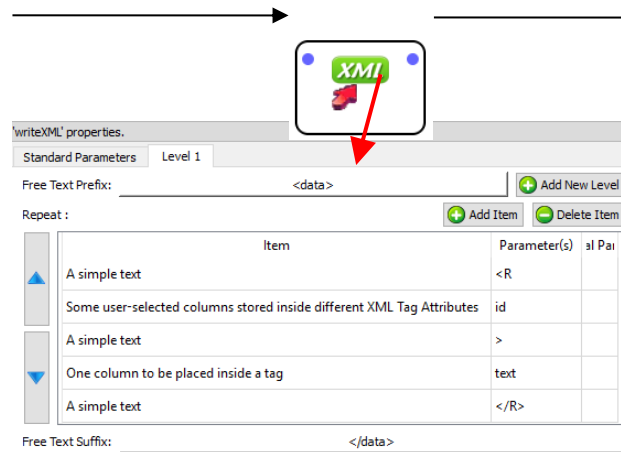 XML
'writeXML' properties.
Standard Parameters Level 1
Free Text Prefix: <data> Add New Level
Repeat : Add Item Delete Item
Item Parameter(s) al Par
A simple text <R
Some user-selected columns stored inside different XML Tag Attributes id
A simple text >
One column to be placed inside a tag text
A simple text </R>
Free Text Suffix: </data>